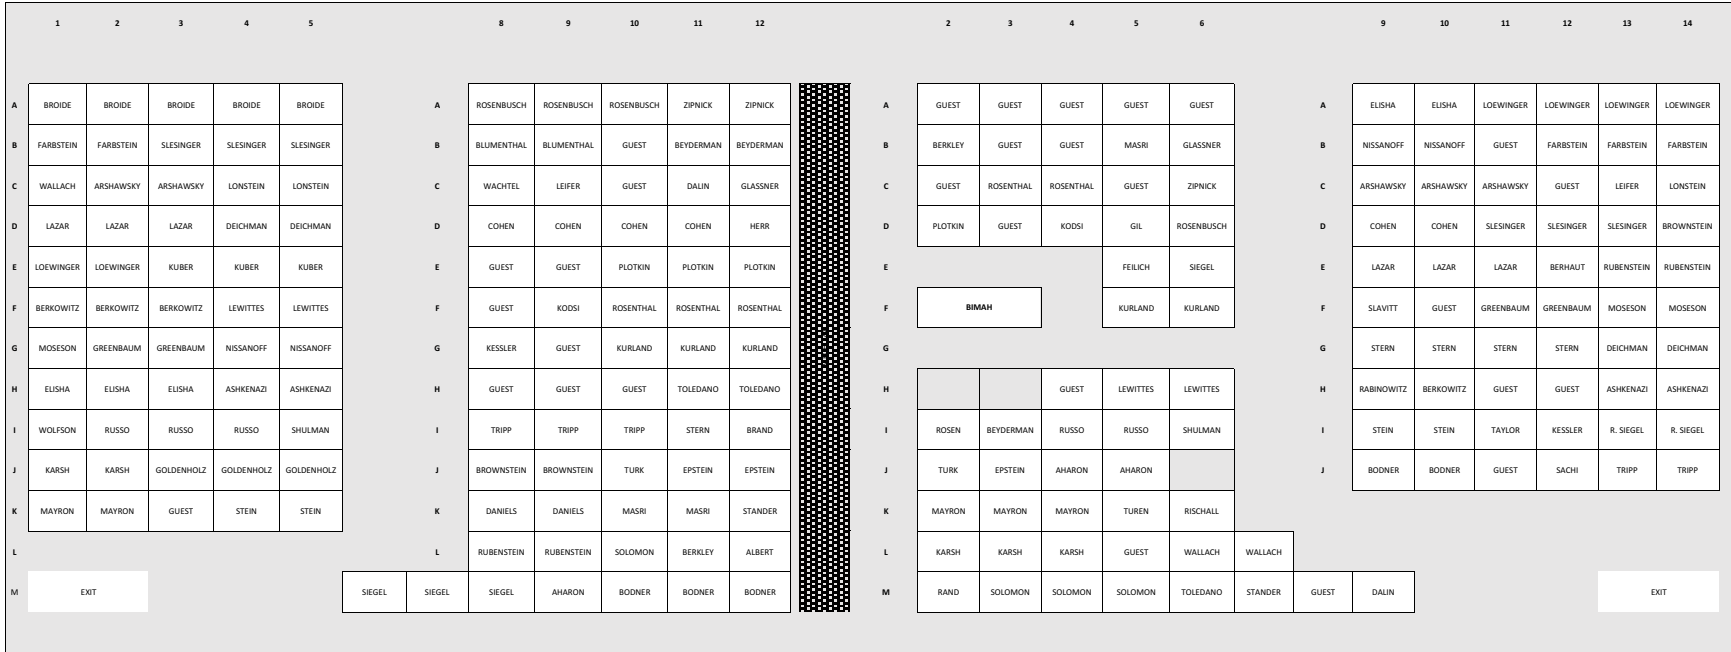 1 2 3 4 5 8 9 10 11 12 2 3 4 5 6 9 10 11 12 13 14
A BROIDE BROIDE BROIDE BROIDE BROIDE A ROSENBUSCH ROSENBUSCH ROSENBUSCH ZIPNICK ZIPNICK A GUEST GUEST GUEST GUEST GUEST A ELISHA ELISHA LOEWINGER LOEWINGER LOEWINGER LOEWINGER
B FARBSTEIN FARBSTEIN SLESINGER SLESINGER SLESINGER B BLUMENTHAL BLUMENTHAL GUEST BEYDERMAN BEYDERMAN B BERKLEY GUEST GUEST MASRI GLASSNER B NISSANOFF NISSANOFF GUEST FARBSTEIN FARBSTEIN FARBSTEIN
C WALLACH ARSHAWSKY ARSHAWSKY LONSTEIN LONSTEIN C WACHTEL LEIFER GUEST DALIN GLASSNER C GUEST ROSENTHAL ROSENTHAL GUEST ZIPNICK C ARSHAWSKY ARSHAWSKY ARSHAWSKY GUEST LEIFER LONSTEIN
D LAZAR LAZAR LAZAR DEICHMAN DEICHMAN D COHEN COHEN COHEN COHEN HERR D PLOTKIN GUEST KODSI GIL ROSENBUSCH D COHEN COHEN SLESINGER SLESINGER SLESINGER BROWNSTEIN
E LOEWINGER LOEWINGER KUBER KUBER KUBER E GUEST GUEST PLOTKIN PLOTKIN PLOTKIN E FEILICH SIEGEL E LAZAR LAZAR LAZAR BERHAUT RUBENSTEIN RUBENSTEIN
F BERKOWITZ BERKOWITZ BERKOWITZ LEWITTES LEWITTES F GUEST KODSI ROSENTHAL ROSENTHAL ROSENTHAL F BIMAH KURLAND KURLAND F SLAVITT GUEST GREENBAUM GREENBAUM MOSESON MOSESON
G MOSESON GREENBAUM GREENBAUM NISSANOFF NISSANOFF G KESSLER GUEST KURLAND KURLAND KURLAND G G STERN STERN STERN STERN DEICHMAN DEICHMAN
H ELISHA ELISHA ELISHA ASHKENAZI ASHKENAZI H GUEST GUEST GUEST TOLEDANO TOLEDANO H GUEST LEWITTES LEWITTES H RABINOWITZ BERKOWITZ GUEST GUEST ASHKENAZI ASHKENAZI
I WOLFSON RUSSO RUSSO RUSSO SHULMAN I TRIPP TRIPP TRIPP STERN BRAND I ROSEN BEYDERMAN RUSSO RUSSO SHULMAN I STEIN STEIN TAYLOR KESSLER R. SIEGEL R. SIEGEL
J KARSH KARSH GOLDENHOLZ GOLDENHOLZ GOLDENHOLZ J BROWNSTEIN BROWNSTEIN TURK EPSTEIN EPSTEIN J TURK EPSTEIN AHARON AHARON J BODNER BODNER GUEST SACHI TRIPP TRIPP
K MAYRON MAYRON GUEST STEIN STEIN K DANIELS DANIELS MASRI MASRI STANDER K MAYRON MAYRON MAYRON TUREN RISCHALL
L L RUBENSTEIN RUBENSTEIN SOLOMON BERKLEY ALBERT L KARSH KARSH KARSH GUEST WALLACH WALLACH
M EXIT SIEGEL SIEGEL SIEGEL AHARON BODNER BODNER BODNER M RAND SOLOMON SOLOMON SOLOMON TOLEDANO STANDER GUEST DALIN EXIT